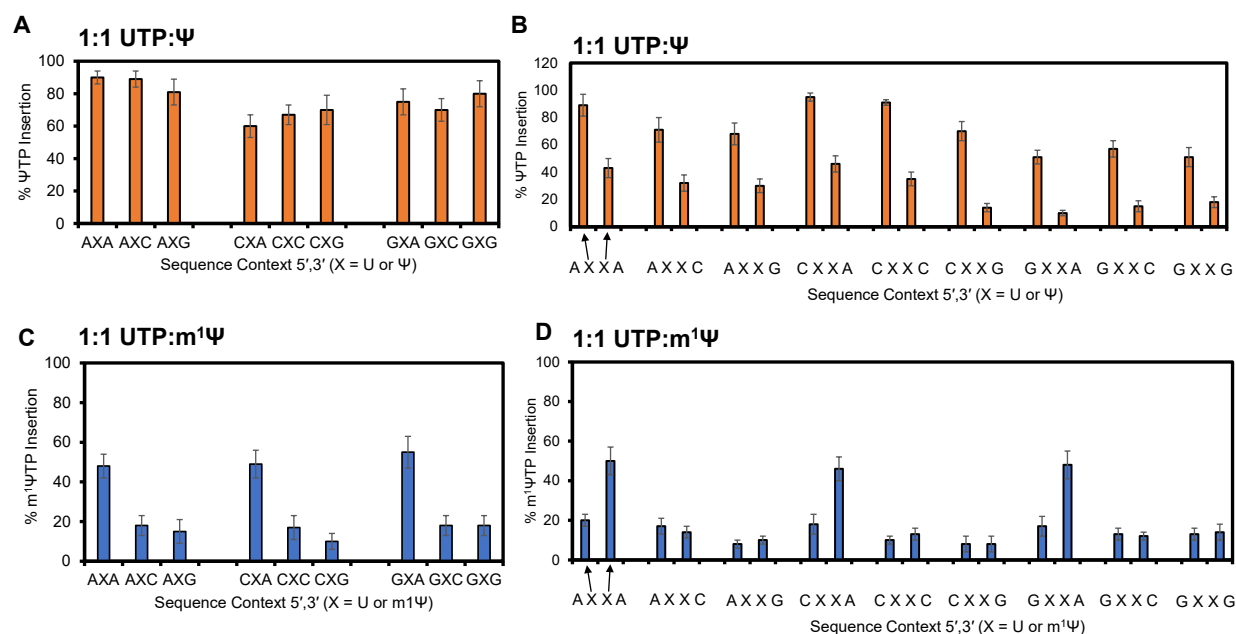 A
1:1 UTP:Ψ
% ΨTP Insertion
100
80
60
40
20
0
AXA AXC AXG CXA CXC CXG GXA GXC GXG
Sequence Context 5′,3′ (X = U or Ψ)
B
1:1 UTP:Ψ
% ΨTP Insertion
120
100
80
60
40
20
0
A X X A A X X C A X X G C X X A C X X C C X X G G X X A G X X C G X X G
Sequence Context 5′,3′ (X = U or Ψ)
C
1:1 UTP:m¹Ψ
% m¹ΨTP Insertion
100
80
60
40
20
0
AXA AXC AXG CXA CXC CXG GXA GXC GXG
Sequence Context 5′,3′ (X = U or m1Ψ)
D
1:1 UTP:m¹Ψ
% m¹ΨTP Insertion
100
80
60
40
20
0
A X X A A X X C A X X G C X X A C X X C C X X G G X X A G X X C G X X G
Sequence Context 5′,3′ (X = U or m¹Ψ)